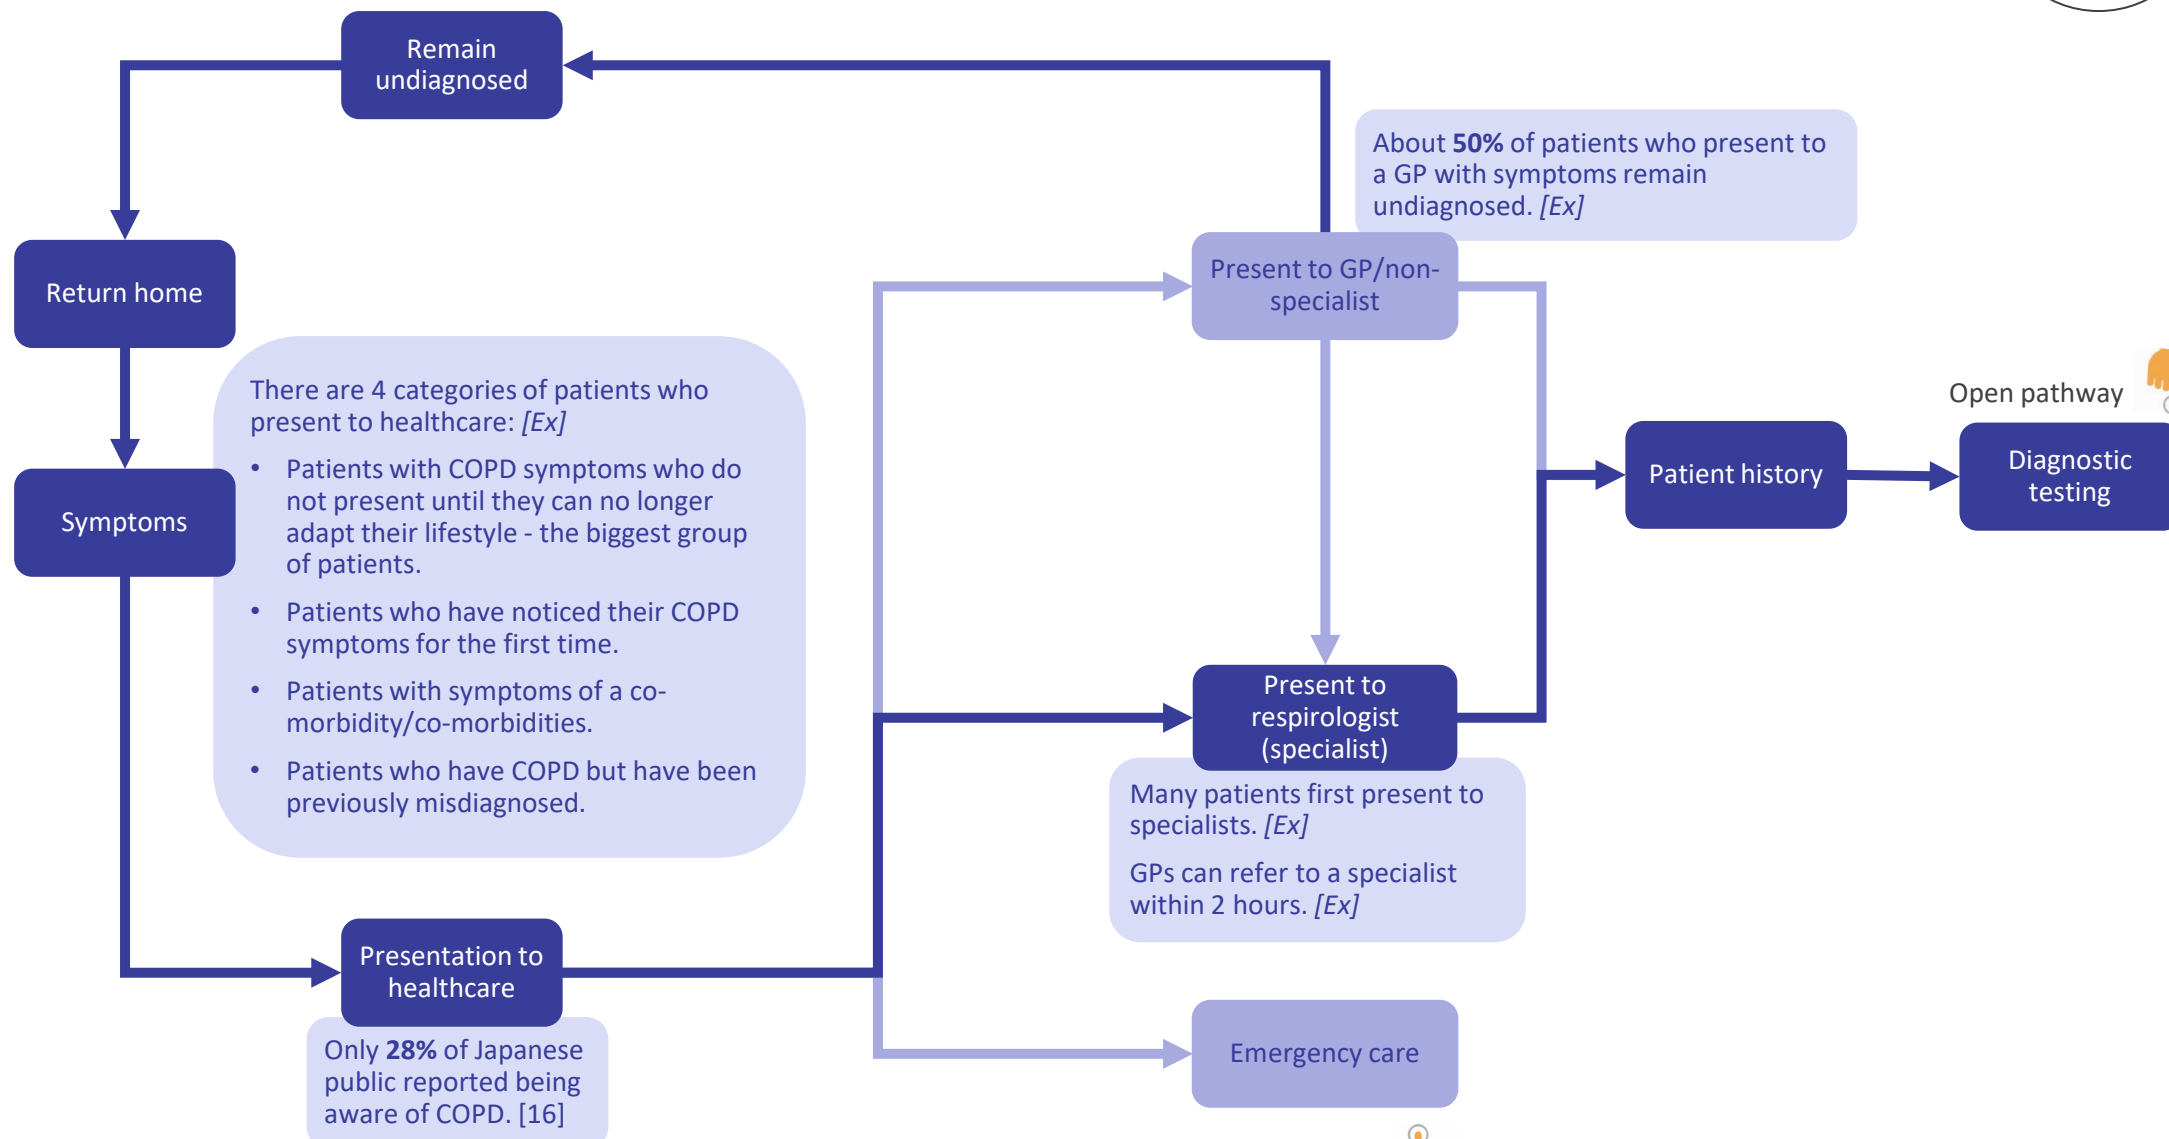 Remain
undiagnosed
About 50% of patients who present to
a GP with symptoms remain
undiagnosed. [Ex]
Return home
Present to GP/non-
specialist
There are 4 categories of patients who
present to healthcare: [Ex]
• Patients with COPD symptoms who do
not present until they can no longer
adapt their lifestyle - the biggest group
of patients.
• Patients who have noticed their COPD
symptoms for the first time.
• Patients with symptoms of a co-
morbidity/co-morbidities.
• Patients who have COPD but have been
previously misdiagnosed.
Symptoms
Open pathway
Patient history
Diagnostic
testing
Present to
respirologist
(specialist)
Many patients first present to
specialists. [Ex]
GPs can refer to a specialist
within 2 hours. [Ex]
Presentation to
healthcare
Only 28% of Japanese
public reported being
aware of COPD. [16]
Emergency care